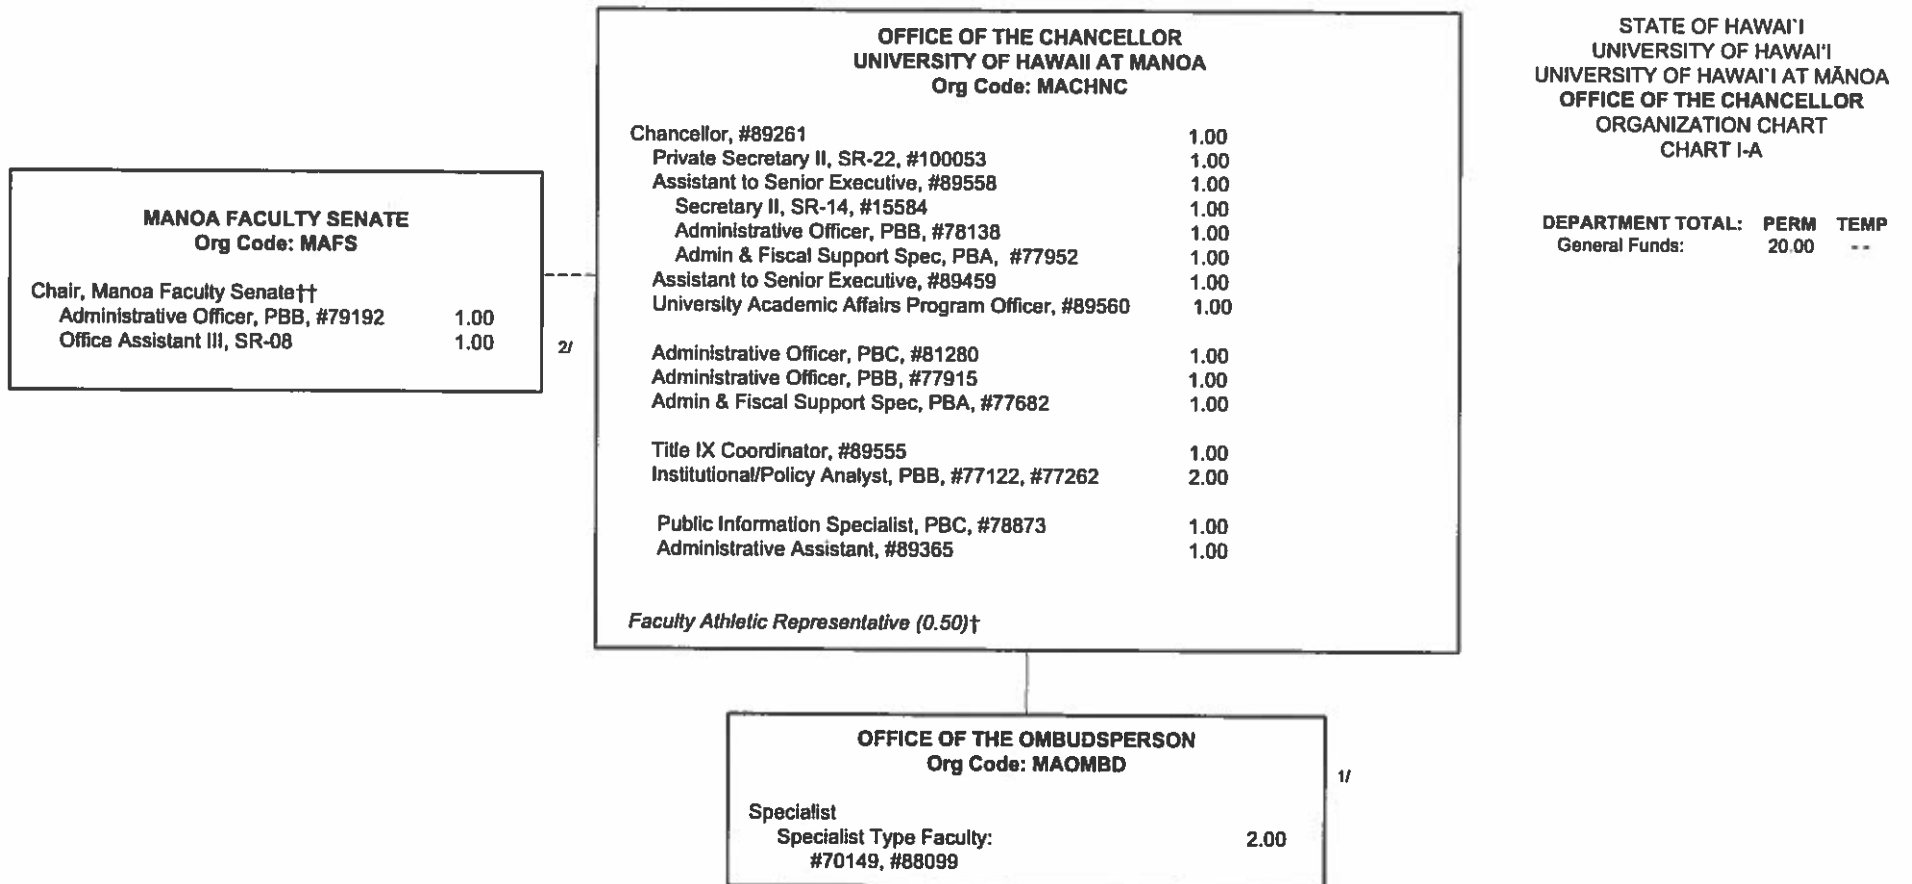 OFFICE OF THE CHANCELLOR
UNIVERSITY OF HAWAII AT MANOA
Org Code: MACHNC
Chancellor, #89261 1.00
Private Secretary II, SR-22, #100053 1.00
Assistant to Senior Executive, #89558 1.00
Secretary II, SR-14, #15584 1.00
Administrative Officer, PBB, #78138 1.00
Admin & Fiscal Support Spec, PBA, #77952 1.00
Assistant to Senior Executive, #89459 1.00
University Academic Affairs Program Officer, #89560 1.00
Administrative Officer, PBC, #81280 1.00
Administrative Officer, PBB, #77915 1.00
Admin & Fiscal Support Spec, PBA, #77682 1.00
Title IX Coordinator, #89555 1.00
Institutional/Policy Analyst, PBB, #77122, #77262 2.00
Public Information Specialist, PBC, #78873 1.00
Administrative Assistant, #89365 1.00
Faculty Athletic Representative (0.50)†
STATE OF HAWAI'I
UNIVERSITY OF HAWAI'I
UNIVERSITY OF HAWAI'I AT MĀNOA
OFFICE OF THE CHANCELLOR
ORGANIZATION CHART
CHART I-A
DEPARTMENT TOTAL: PERM TEMP
General Funds: 20.00 --
MANOA FACULTY SENATE
Org Code: MAFS
Chair, Manoa Faculty Senate††
Administrative Officer, PBB, #79192 1.00
Office Assistant III, SR-08 1.00
2/
OFFICE OF THE OMBUDSPERSON
Org Code: MAOMBD
1/
Specialist
Specialist Type Faculty: 2.00
#70149, #88099